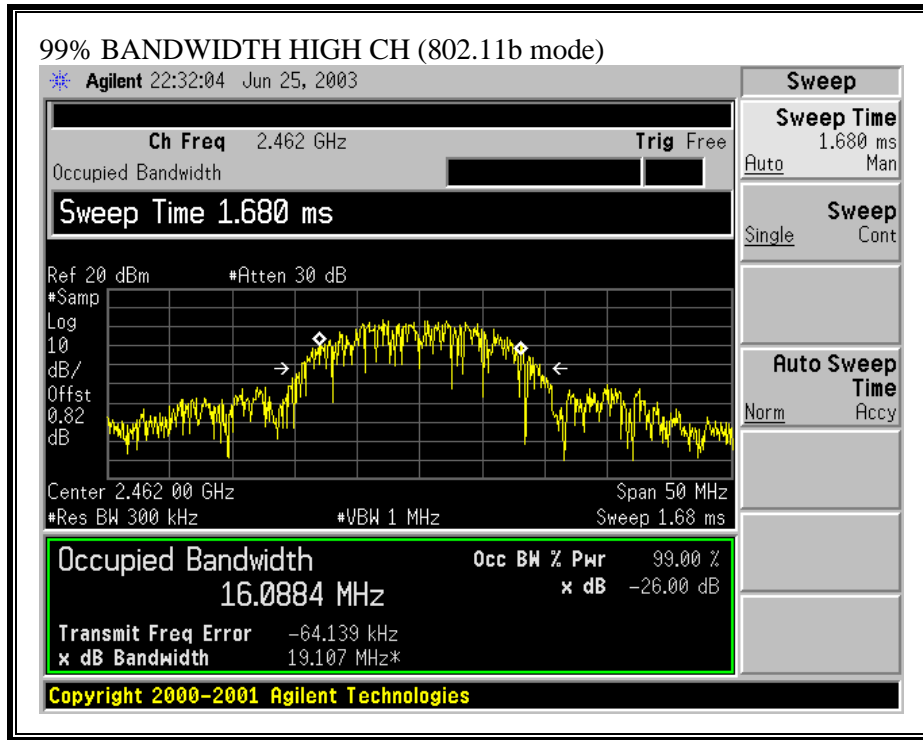 99% BANDWIDTH HIGH CH (802.11b mode)
Agilent 22:32:04 Jun 25, 2003
Ch Freq 2.462 GHz Trig Free
Occupied Bandwidth
Sweep Time 1.680 ms
Ref 20 dBm #Atten 30 dB
#Samp
Log
10
dB/
Offst
0.82
dB
Center 2.462 00 GHz Span 50 MHz
#Res BW 300 kHz #VBW 1 MHz Sweep 1.68 ms
Occupied Bandwidth Occ BW % Pwr 99.00 %
16.0884 MHz x dB -26.00 dB
Transmit Freq Error -64.139 kHz
x dB Bandwidth 19.107 MHz*
Copyright 2000-2001 Agilent Technologies
Sweep
Sweep Time
1.680 ms
Auto Man
Sweep
Single Cont
Auto Sweep
Time
Norm Accy